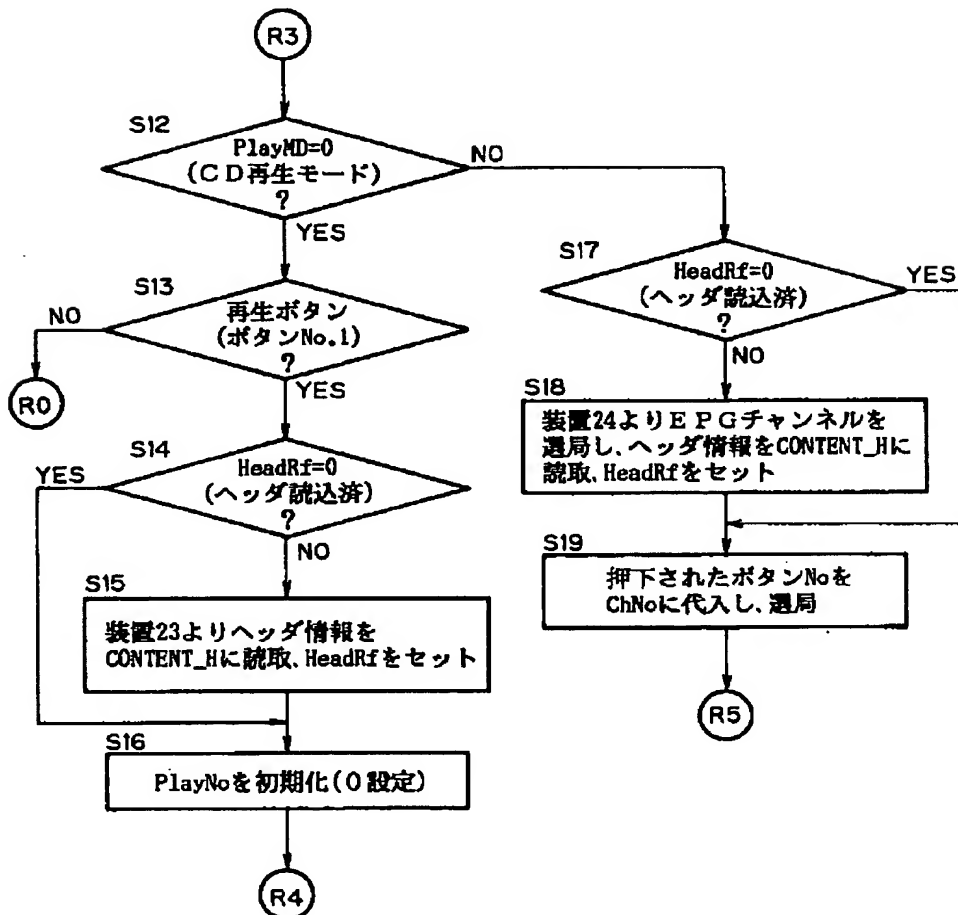 R3
S12
PlayMD=0
(CD再生モード)
?
NO
YES
S13
再生ボタン
(ボタンNo.1)
?
NO
R0
YES
S14
HeadRf=0
(ヘッダ読込済)
?
YES
NO
S15
装置23よりヘッダ情報を
CONTENT_Hに読取、HeadRfをセット
S16
PlayNoを初期化(0設定)
R4
S17
HeadRf=0
(ヘッダ読込済)
?
YES
NO
S18
装置24よりEPGチャンネルを
選局し、ヘッダ情報をCONTENT_Hに
読取、HeadRfをセット
S19
押下されたボタンNoを
ChNoに代入し、選局
R5